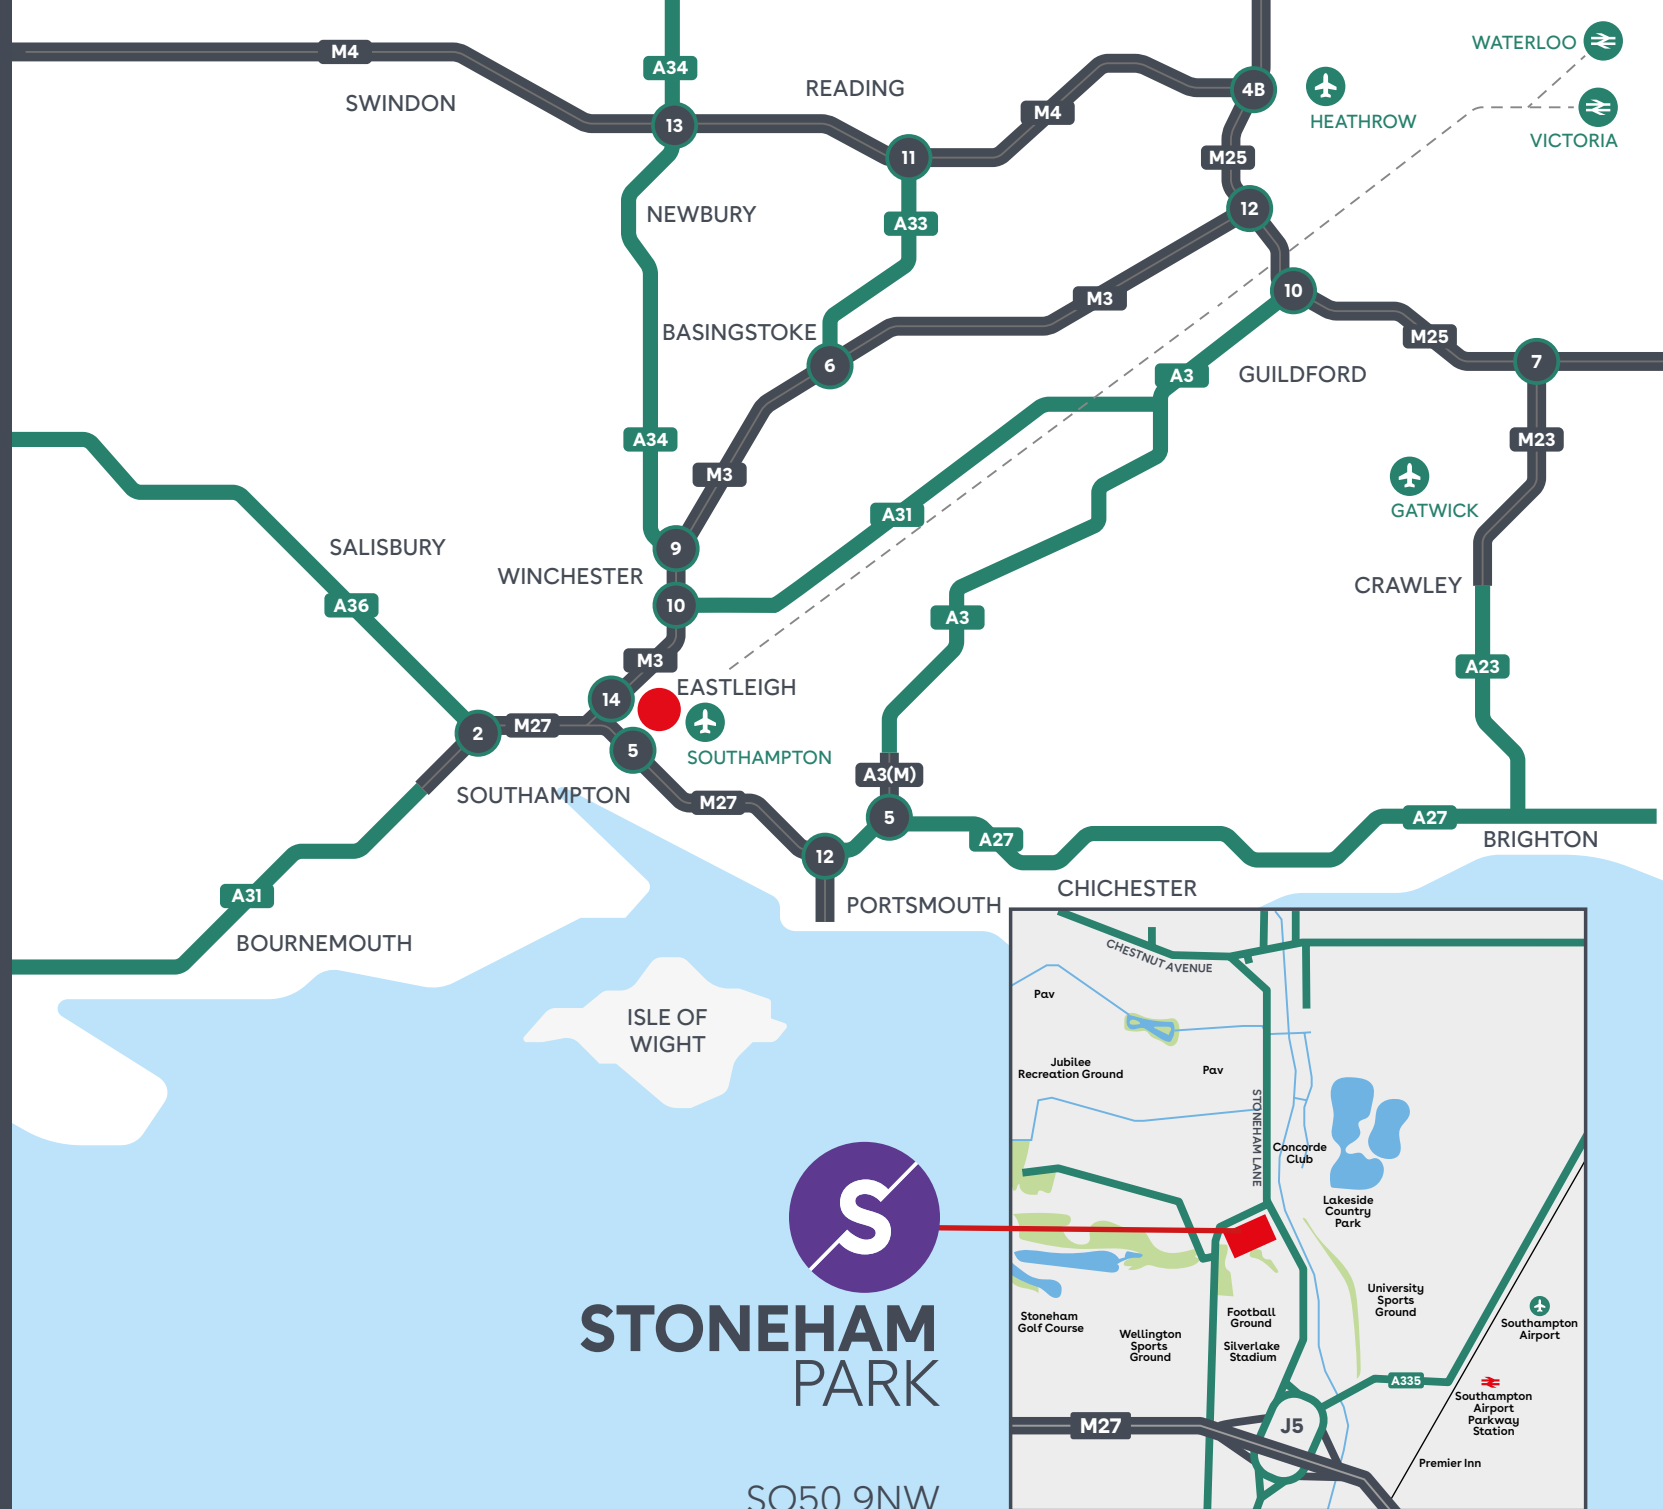 WATERLOO
M4
A34
READING
4B
HEATHROW
SWINDON
M4
VICTORIA
13
11
M25
NEWBURY
A33
12
M3
10
BASINGSTOKE
M25
6
A3
GUILDFORD
7
A34
M3
M23
A31
GATWICK
SALISBURY
9
WINCHESTER
CRAWLEY
A36
10
A3
M3
A23
EASTLEIGH
14
2
M27
5
SOUTHAMPTON
A3(M)
SOUTHAMPTON
M27
5
A27
A27
BRIGHTON
12
CHICHESTER
A31
PORTSMOUTH
BOURNEMOUTH
ISLE OF
WIGHT
CHESTNUT AVENUE
Pav
Jubilee
Recreation Ground
Pav
STONEHAM LANE
Concorde
Club
Lakeside
Country
Park
S
STONEHAM
PARK
SO50 9NW
University
Sports
Ground
Stoneham
Golf Course
Wellington
Sports
Ground
Football
Ground
Silverlake
Stadium
Southampton
Airport
A335
Southampton
Airport
Parkway
Station
M27
J5
Premier Inn